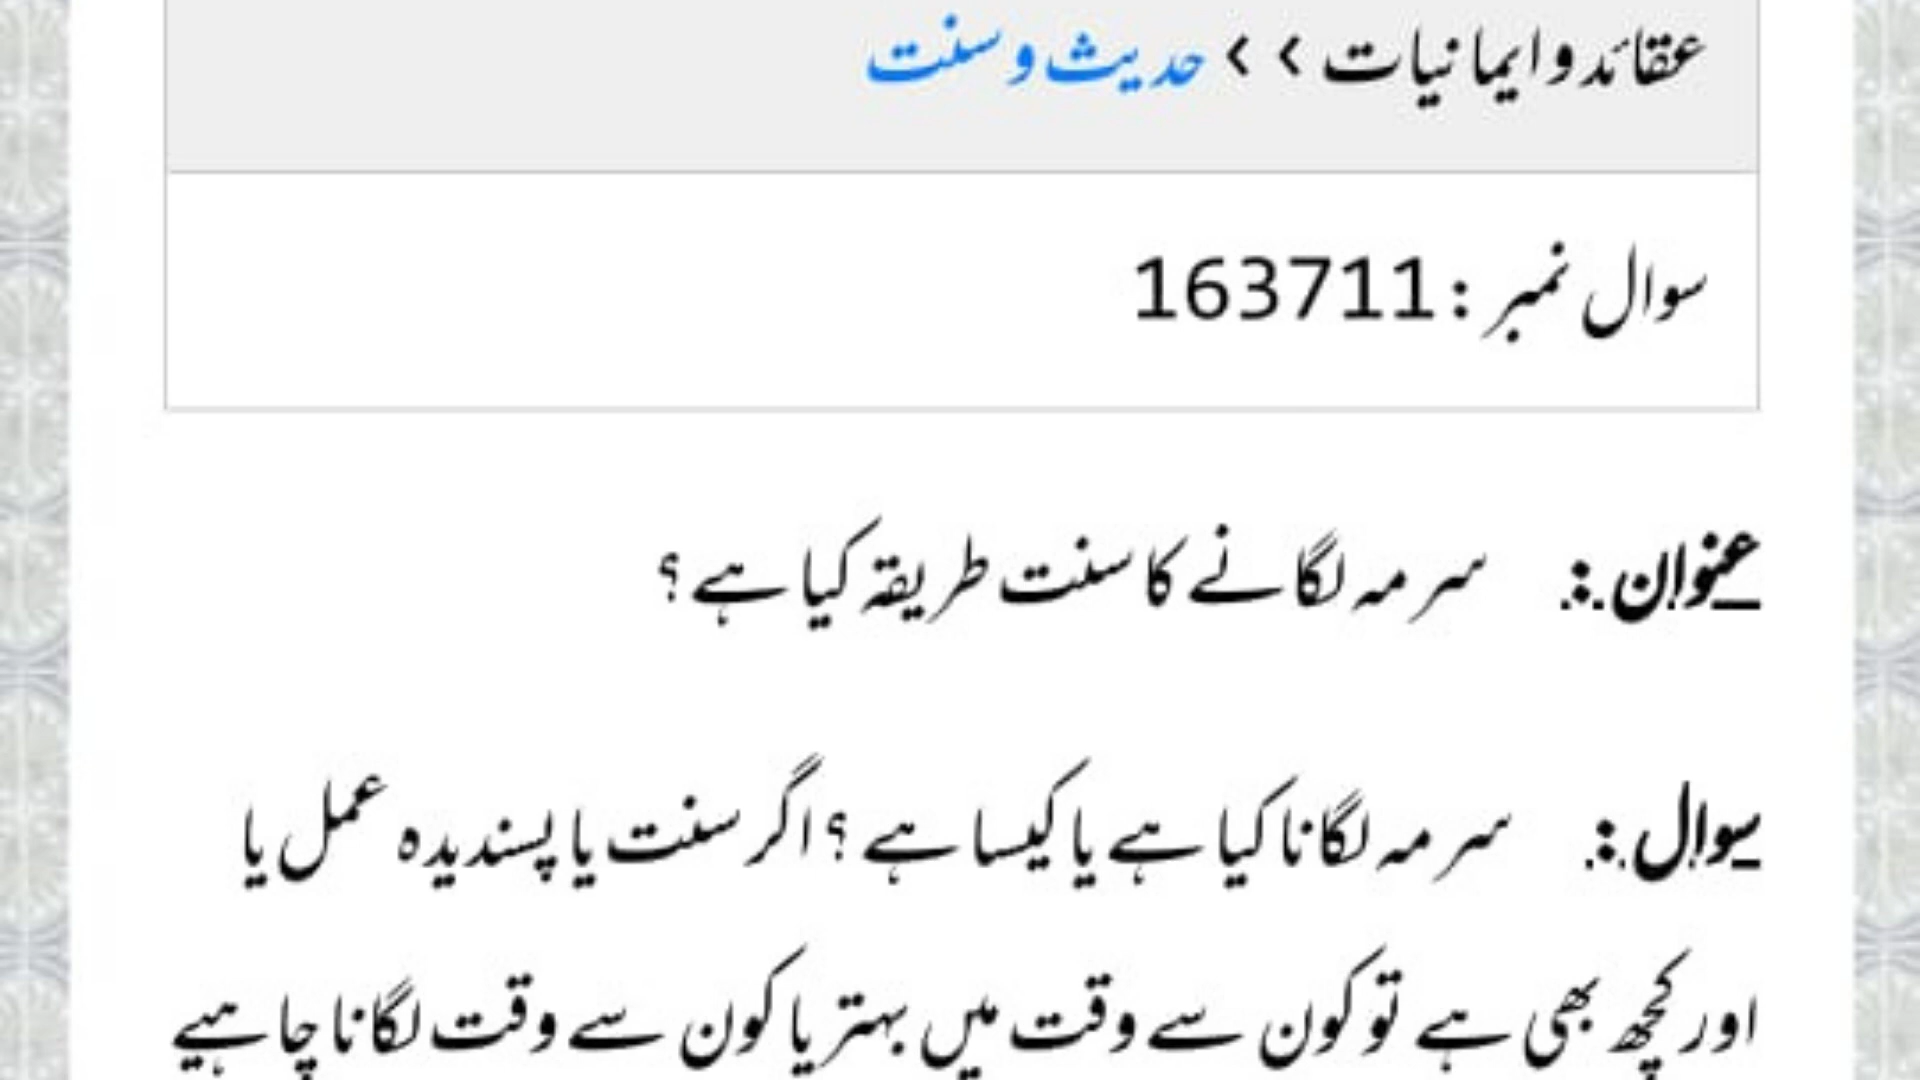 عقائد و ایمانیات > > حدیث و سنت
سوال نمبر : 163711
عنوان: سرمہ لگانے کا سنت طریقہ کیا ہے؟
سوال: سرمہ لگانا کیا ہے یا کیسا ہے؟ اگر سنت یا پسندیدہ عمل یا
اور کچھ بھی ہے تو کون سے وقت میں بہتر یا کون سے وقت لگانا چاہیے